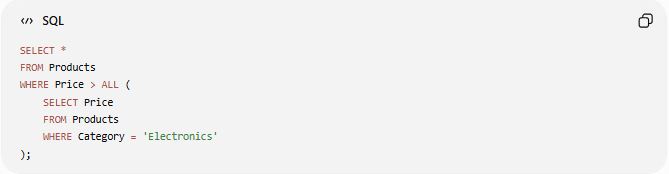 </> SQL
SELECT *
FROM Products
WHERE Price > ALL (
    SELECT Price
    FROM Products
    WHERE Category = 'Electronics'
);